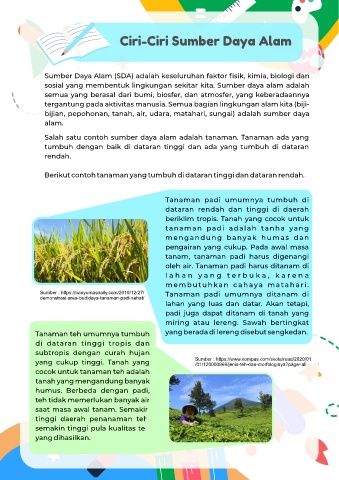 Ciri-Ciri Sumber Daya Alam
Sumber Daya Alam (SDA) adalah keseluruhan faktor fisik, kimia, biologi dan
sosial yang membentuk lingkungan sekitar kita. Sumber daya alam adalah
semua yang berasal dari bumi, biosfer, dan atmosfer, yang keberadaannya
tergantung pada aktivitas manusia. Semua bagian lingkungan alam kita (biji-
bijian, pepohonan, tanah, air, udara, matahari, sungai) adalah sumber daya
alam.
Salah satu contoh sumber daya alam adalah tanaman. Tanaman ada yang
tumbuh dengan baik di dataran tinggi dan ada yang tumbuh di dataran
rendah.
Berikut contoh tanaman yang tumbuh di dataran tinggi dan dataran rendah.
Tanaman padi umumnya tumbuh di
dataran rendah dan tinggi di daerah
beriklim tropis. Tanah yang cocok untuk
tanaman padi adalah tanha yang
mengandung banyak humus dan
pengairan yang cukup. Pada awal masa
tanam, tanaman padi harus digenangi
oleh air. Tanaman padi harus ditanam di
lahan yang terbuka, karena
membutuhkan cahaya matahari.
Tanaman padi umumnya ditanam di
lahan yang luas dan datar. Akan tetapi,
padi juga dapat ditanam di tanah yang
miring atau lereng. Sawah bertingkat
yang berada di lereng disebut sengkedan.
Sumber : https://banyumasdaily.com/2019/12/27/
demonstrasi-area-budidaya-tanaman-padi-sehat/
Tanaman teh umumnya tumbuh
di dataran tinggi tropis dan
subtropis dengan curah hujan
yang cukup tinggi. Tanah yang
cocok untuk tanaman teh adalah
tanah yang mengandung banyak
humus. Berbeda dengan padi,
teh tidak memerlukan banyak air
saat masa awal tanam. Semakir
tinggi daerah penanaman teh
semakin tinggi pula kualitas te
yang dihasilkan.
Sumber : https://www.kompas.com/skola/read/2020/01